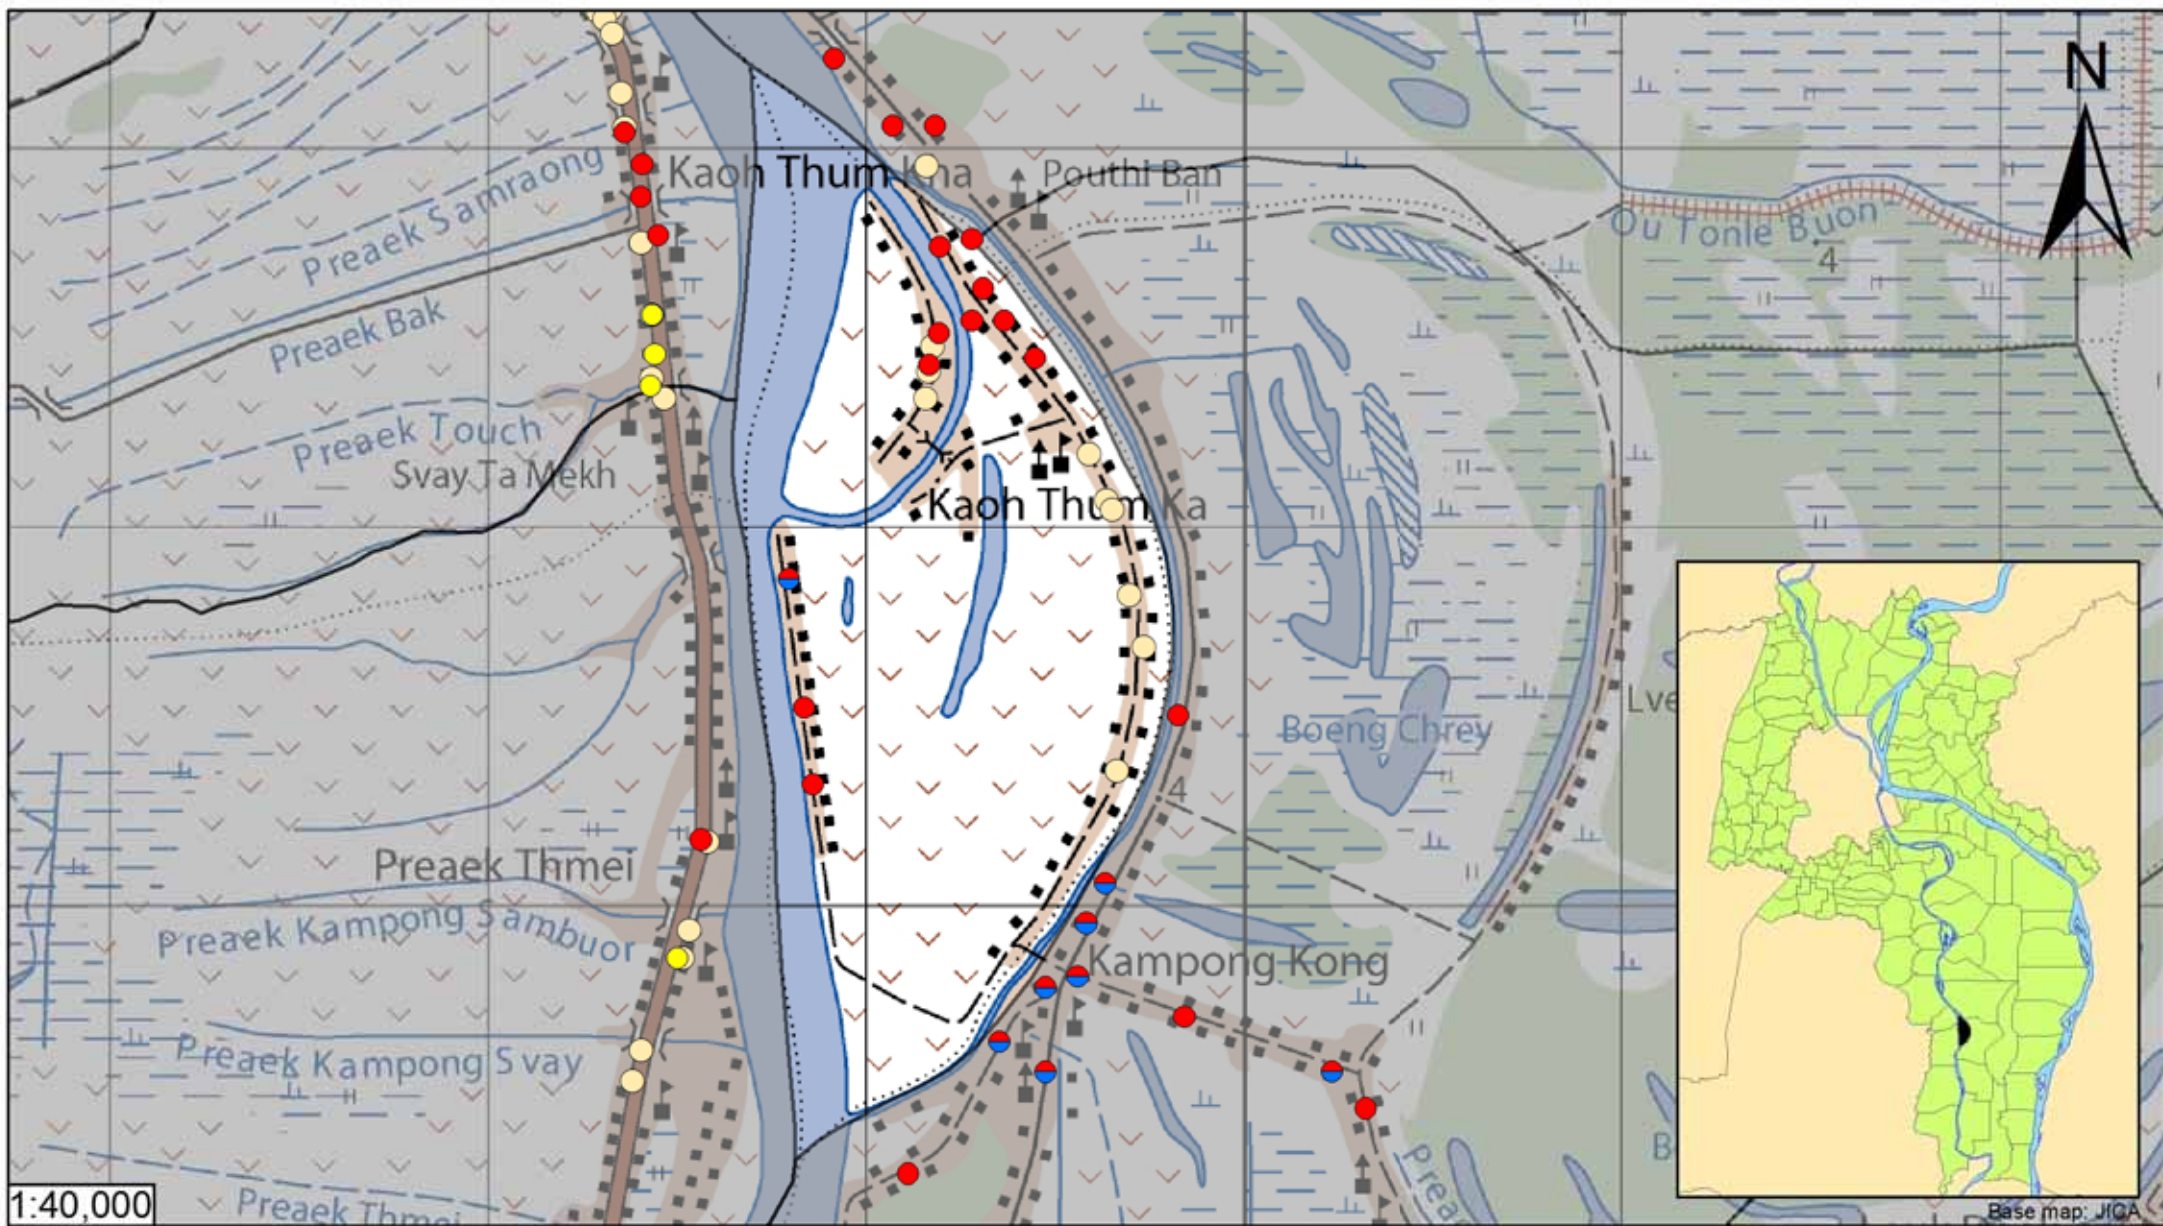 N
Kaoh Thum Kha
Pouthi Ban
Preaek Samraong
Ou Tonle Buon
4
Preaek Bak
Preaek Touch
Svay Ta Mekh
Kaoh Thum Ka
Boeng Chrey
4
Preaek Thmei
Preaek Kampong Sambuor
Kampong Kong
Preaek Kampong Svay
1:40,000
Preaek Thmei
Base map: JICA